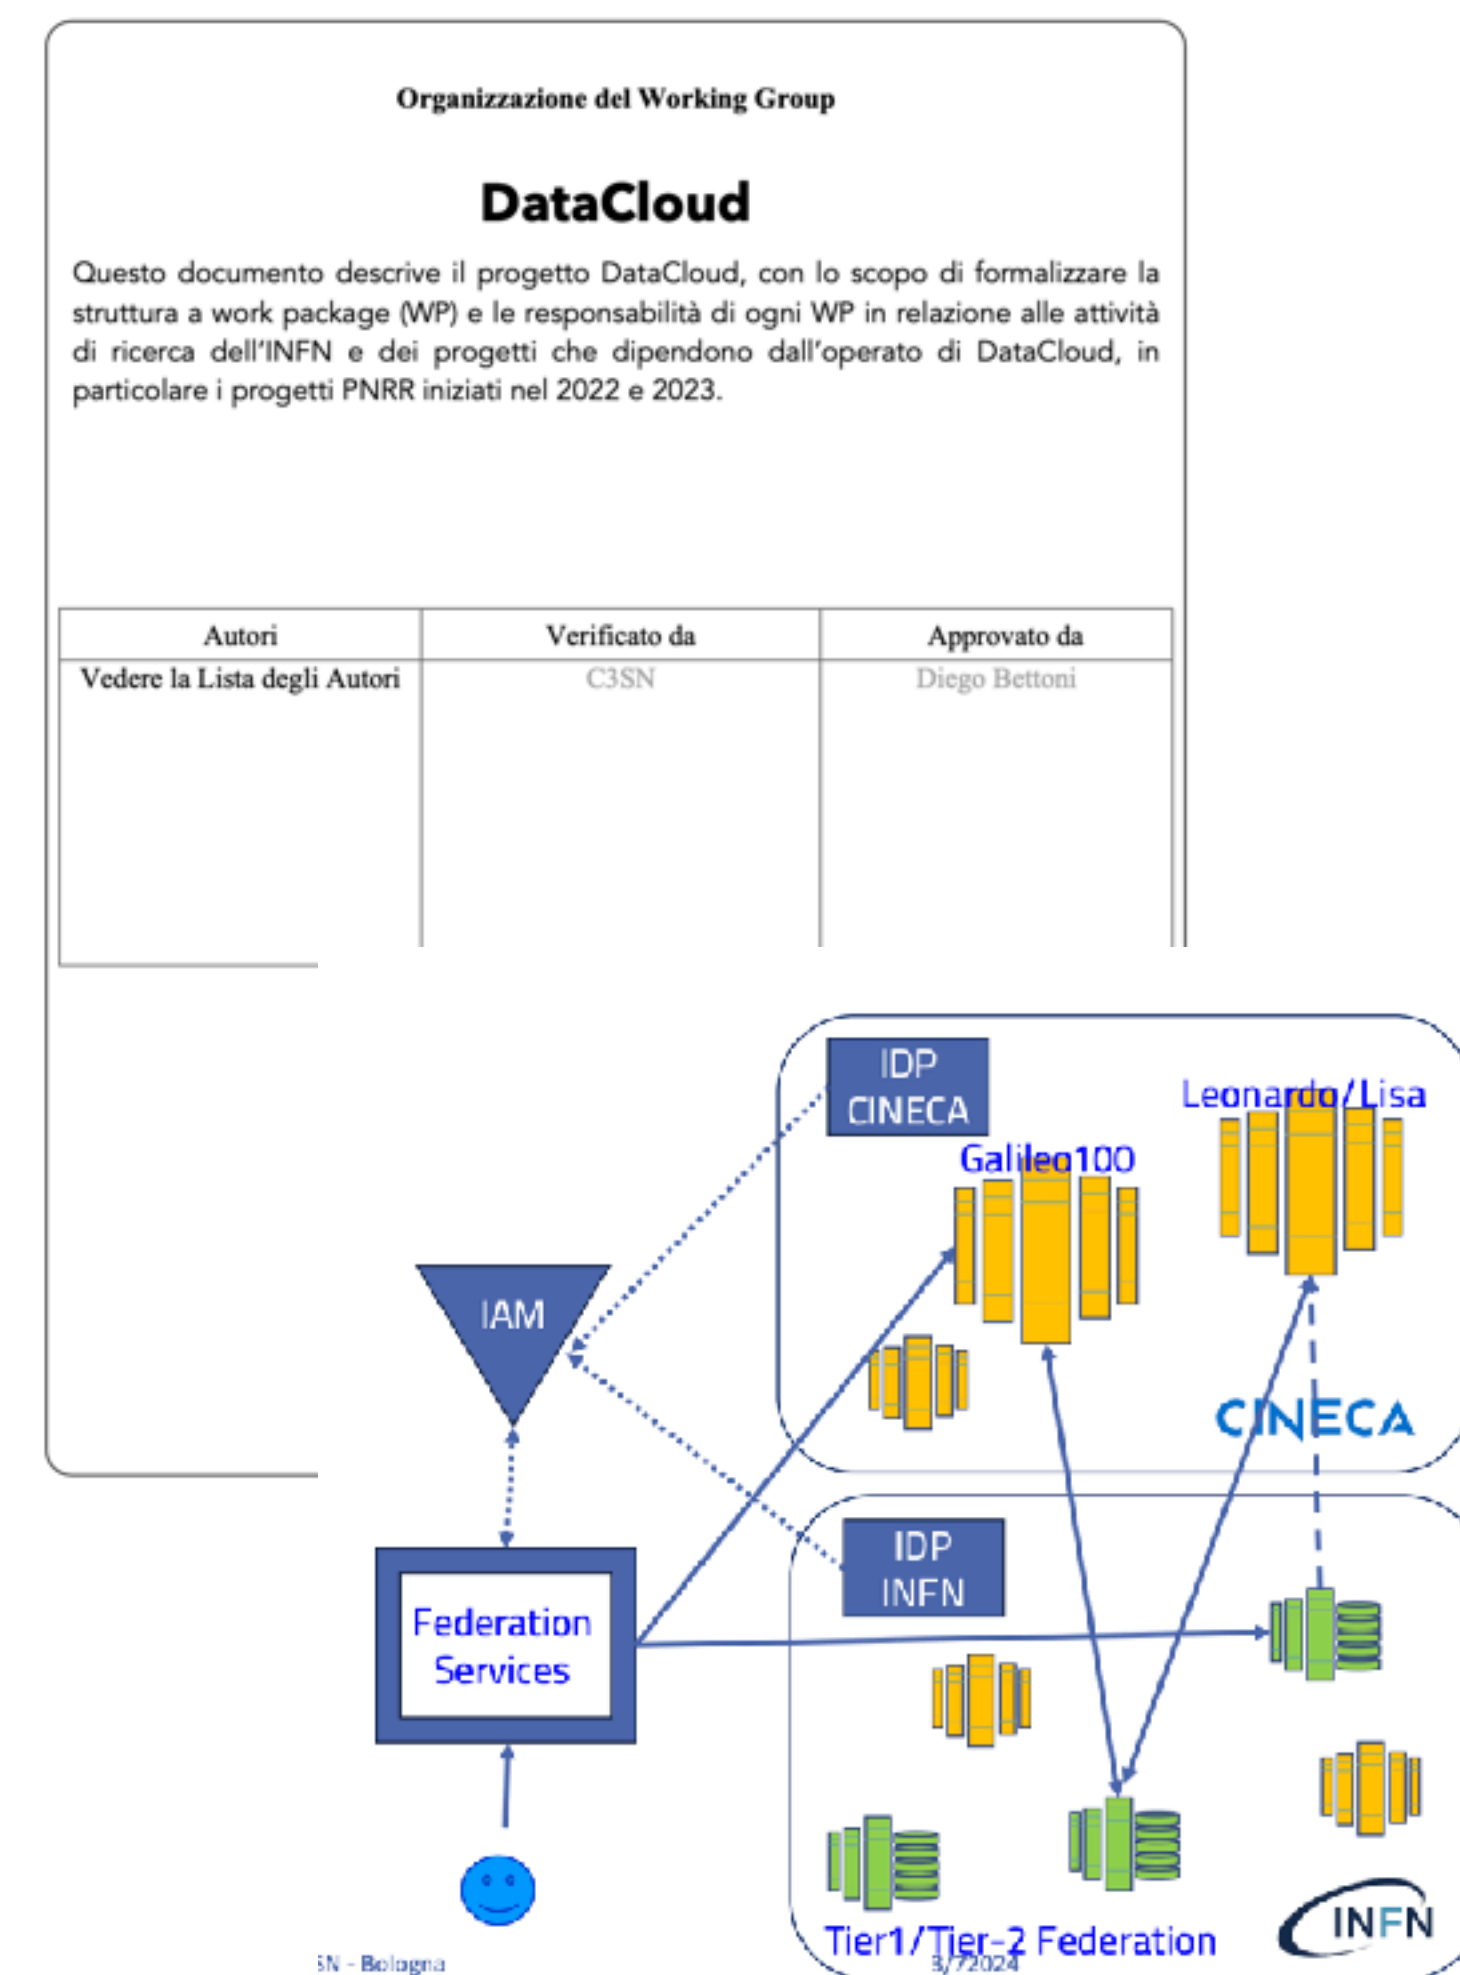 Organizzazione del Working Group
DataCloud
Questo documento descrive il progetto DataCloud, con lo scopo di formalizzare la
struttura a work package (WP) e le responsabilità di ogni WP in relazione alle attività
di ricerca dell'INFN e dei progetti che dipendono dall'operato di DataCloud, in
particolare i progetti PNRR iniziati nel 2022 e 2023.
Autori Verificato da Approvato da
Vedere la Lista degli Autori C3SN Diego Bettoni
IDP
CINECA
Leonardo/Lisa
Galileo100
IAM
CINECA
IDP
INFN
Federation
Services
INFN
Tier1/Tier-2 Federation
SN - Bologna 3/72024